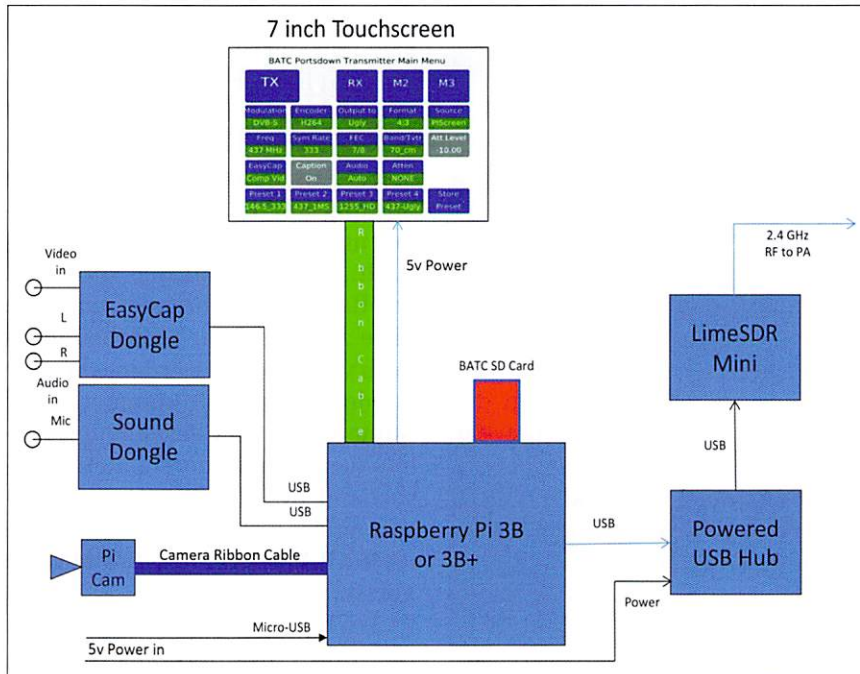 7 inch Touchscreen
BATC Portsdown Transmitter Main Menu
TX
RX
M2
M3
Modulation
DVB-S
Encoder
H264
Output to
Ugly
Format
4:3
Source
PiScreen
Freq
437 MHz
Sym Rate
333
FEC
7/8
Band/Tvtr
70_cm
Att Level
-10.00
EasyCap
Comp Vid
Caption
On
Audio
Auto
Atten
NONE
Preset 1
146.5_333
Preset 2
437_1MS
Preset 3
1255_HD
Preset 4
437-Ugly
Store
Preset
Ribbon Cable
5v Power
2.4 GHz
RF to PA
Video
in
L
R
EasyCap
Dongle
Audio
in
Mic
Sound
Dongle
BATC SD Card
LimeSDR
Mini
USB
USB
USB
Raspberry Pi 3B
or 3B+
USB
Powered
USB Hub
Pi
Cam
Camera Ribbon Cable
Power
Micro-USB
5v Power in